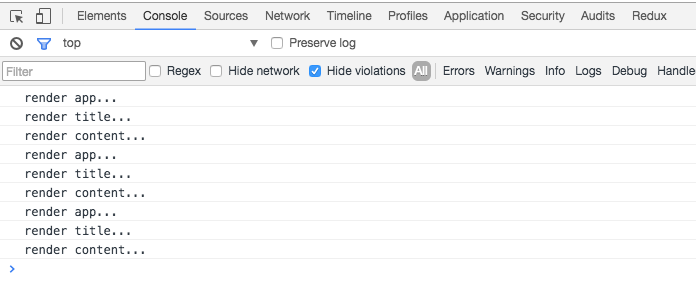 Elements Console Sources Network Timeline Profiles Application Security Audits Redux
top Preserve log
Filter Regex Hide network Hide violations All Errors Warnings Info Logs Debug Handle
render app...
render title...
render content...
render app...
render title...
render content...
render app...
render title...
render content...